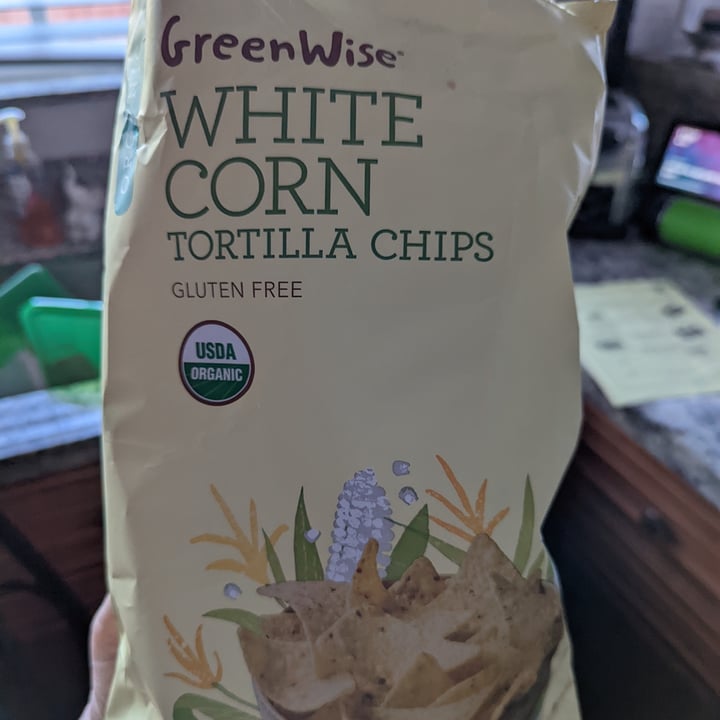 GreenWise
WHITE
CORN
TORTILLA CHIPS
GLUTEN FREE
USDA
ORGANIC